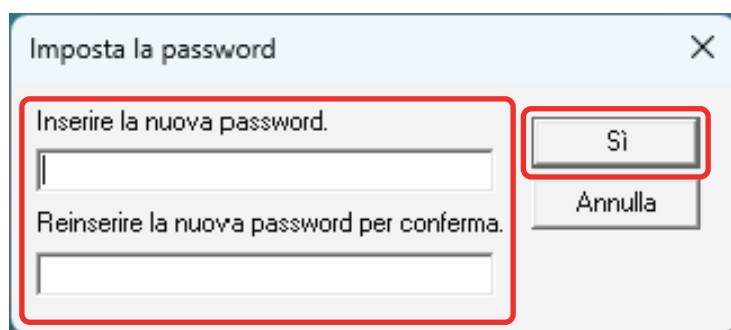 Imposta la password
Inserire la nuova password.
Sì
Annulla
Reinserire la nuova password per conferma.